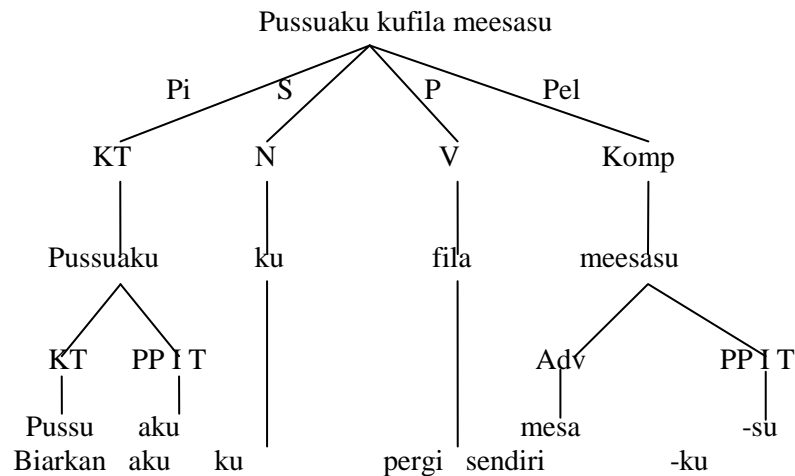 Pussuaku kufila meesasu
Pi S P Pel
KT N V Komp
Pussuaku ku fila meesasu
KT PP I T Adv PP I T
Pussu aku mesa -su
Biarkan aku ku pergi sendiri -ku